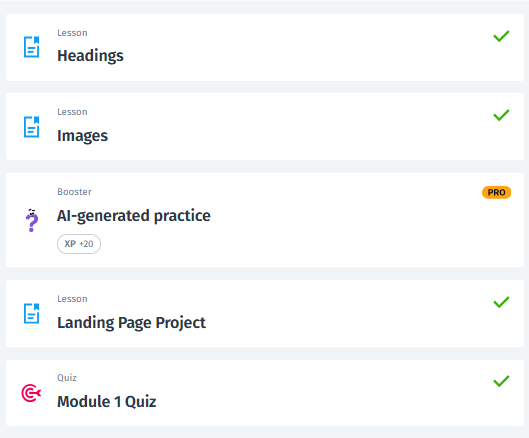 Lesson
Headings
Lesson
Images
Booster
PRO
AI-generated practice
XP +20
Lesson
Landing Page Project
Quiz
Module 1 Quiz